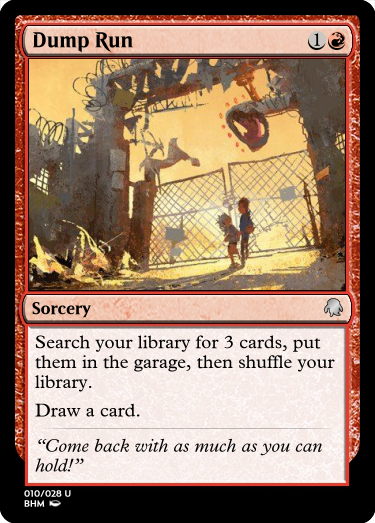 Dump Run
1
Sorcery
Search your library for 3 cards, put
them in the garage, then shuffle your
library.
Draw a card.
“Come back with as much as you can
hold!”
010/028 U
BHM